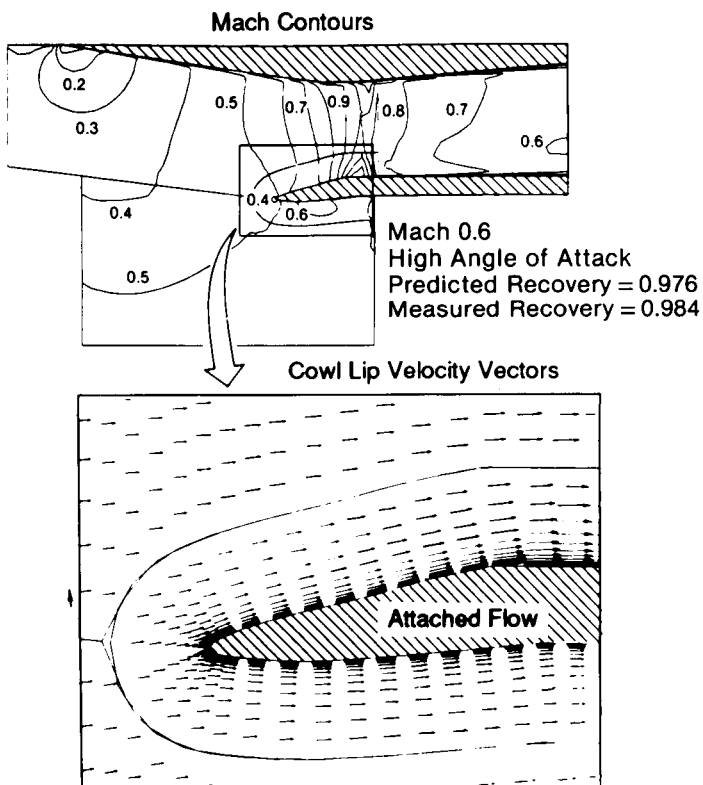 Mach Contours
0.2
0.3
0.5
0.7
0.9
0.8
0.7
0.6
0.4
0.6
0.4
0.5
Mach 0.6
High Angle of Attack
Predicted Recovery = 0.976
Measured Recovery = 0.984
Cowl Lip Velocity Vectors
Attached Flow